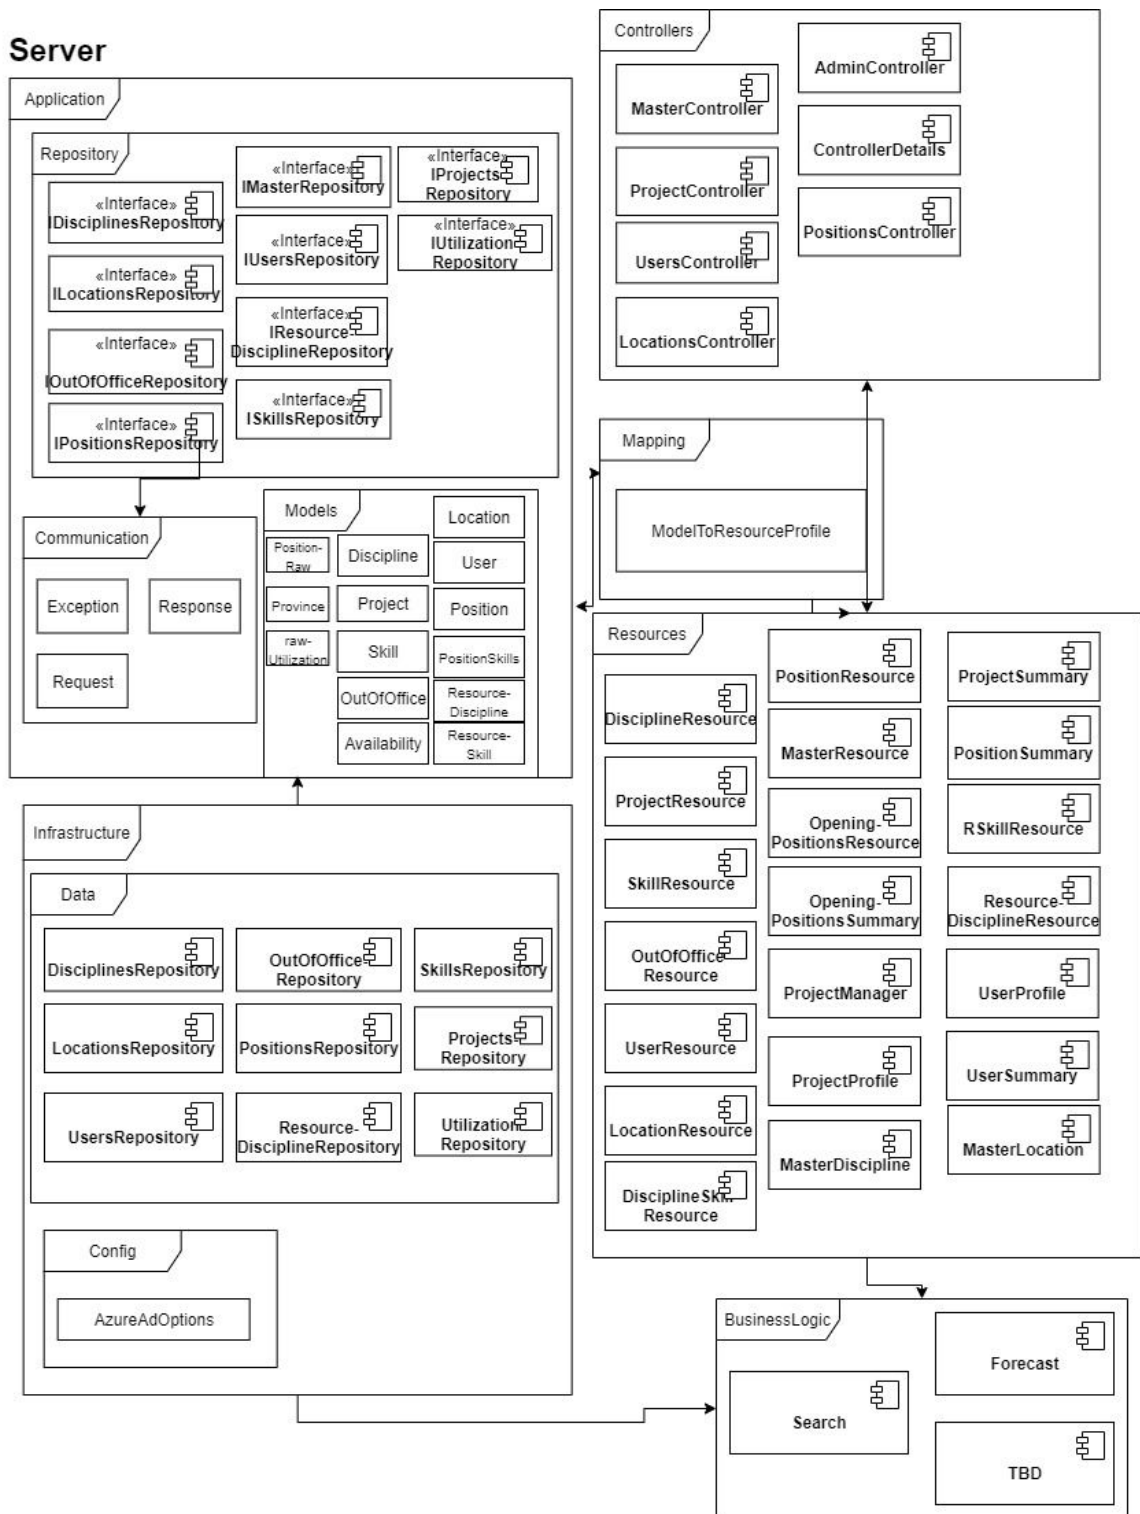 Server
Application
Repository
«Interface»
IDisciplinesRepository
«Interface»
ILocationsRepository
«Interface»
IOutOfOfficeRepository
«Interface»
IPositionsRepository
«Interface»
IMasterRepository
«Interface»
IUsersRepository
«Interface»
IResource-
DisciplineRepository
«Interface»
ISkillsRepository
«Interface»
IProjects-
Repository
«Interface»
IUtilization
Repository
Communication
Exception
Response
Request
Models
Position-
Raw
Province
raw-
Utilization
Discipline
Project
Skill
OutOfOffice
Availability
Location
User
Position
PositionSkills
Resource-
Discipline
Resource-
Skill
Controllers
MasterController
ProjectController
UsersController
LocationsController
AdminController
ControllerDetails
PositionsController
Mapping
ModelToResourceProfile
Resources
DisciplineResource
ProjectResource
SkillResource
OutOfOffice
Resource
UserResource
LocationResource
DisciplineSkill
Resource
PositionResource
MasterResource
Opening-
PositionsResource
Opening-
PositionsSummary
ProjectManager
ProjectProfile
MasterDiscipline
ProjectSummary
PositionSummary
RSkillResource
Resource-
DisciplineResource
UserProfile
UserSummary
MasterLocation
Infrastructure
Data
DisciplinesRepository
OutOfOffice-
Repository
SkillsRepository
LocationsRepository
PositionsRepository
Projects-
Repository
UsersRepository
Resource-
DisciplineRepository
Utilization
Repository
Config
AzureAdOptions
BusinessLogic
Search
Forecast
TBD